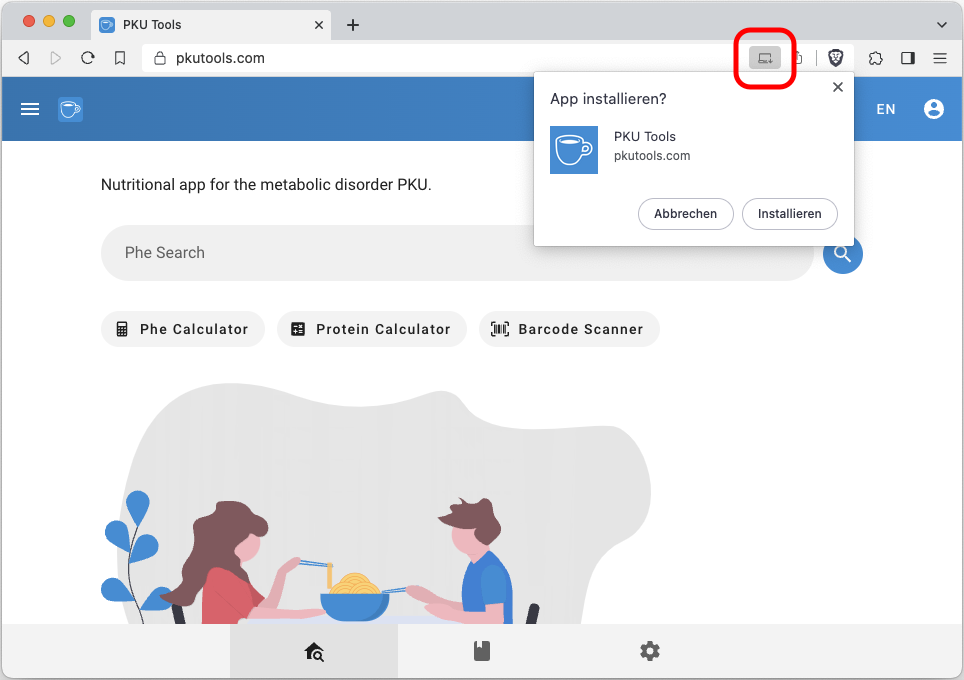 PKU Tools
pkutools.com
App installieren?
PKU Tools
pkutools.com
Abbrechen
Installieren
EN
Nutritional app for the metabolic disorder PKU.
Phe Search
Phe Calculator
Protein Calculator
Barcode Scanner